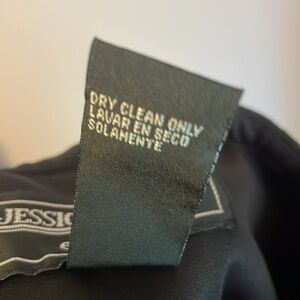 DRY CLEAN ONLY
LAVAR EN SECO
SOLAMENTE